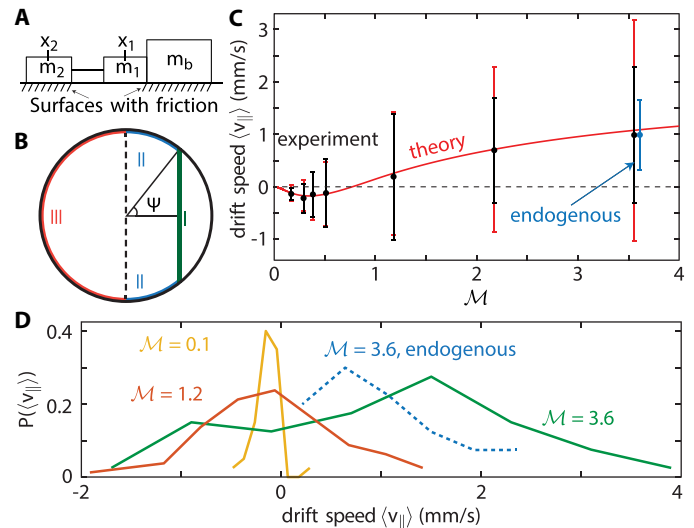 A
x₂
x₁
m₂
m₁
m_b
Surfaces with friction
B
II
III
ψ
I
II
C
drift speed ⟨v∥⟩ (mm/s)
3
2
1
0
-1
experiment
theory
endogenous
0 1 2 3 4
ℳ
D
P(⟨v∥⟩)
0.4
0.2
0
ℳ = 0.1
ℳ = 3.6, endogenous
ℳ = 1.2
ℳ = 3.6
-2 0 2 4
drift speed ⟨v∥⟩ (mm/s)